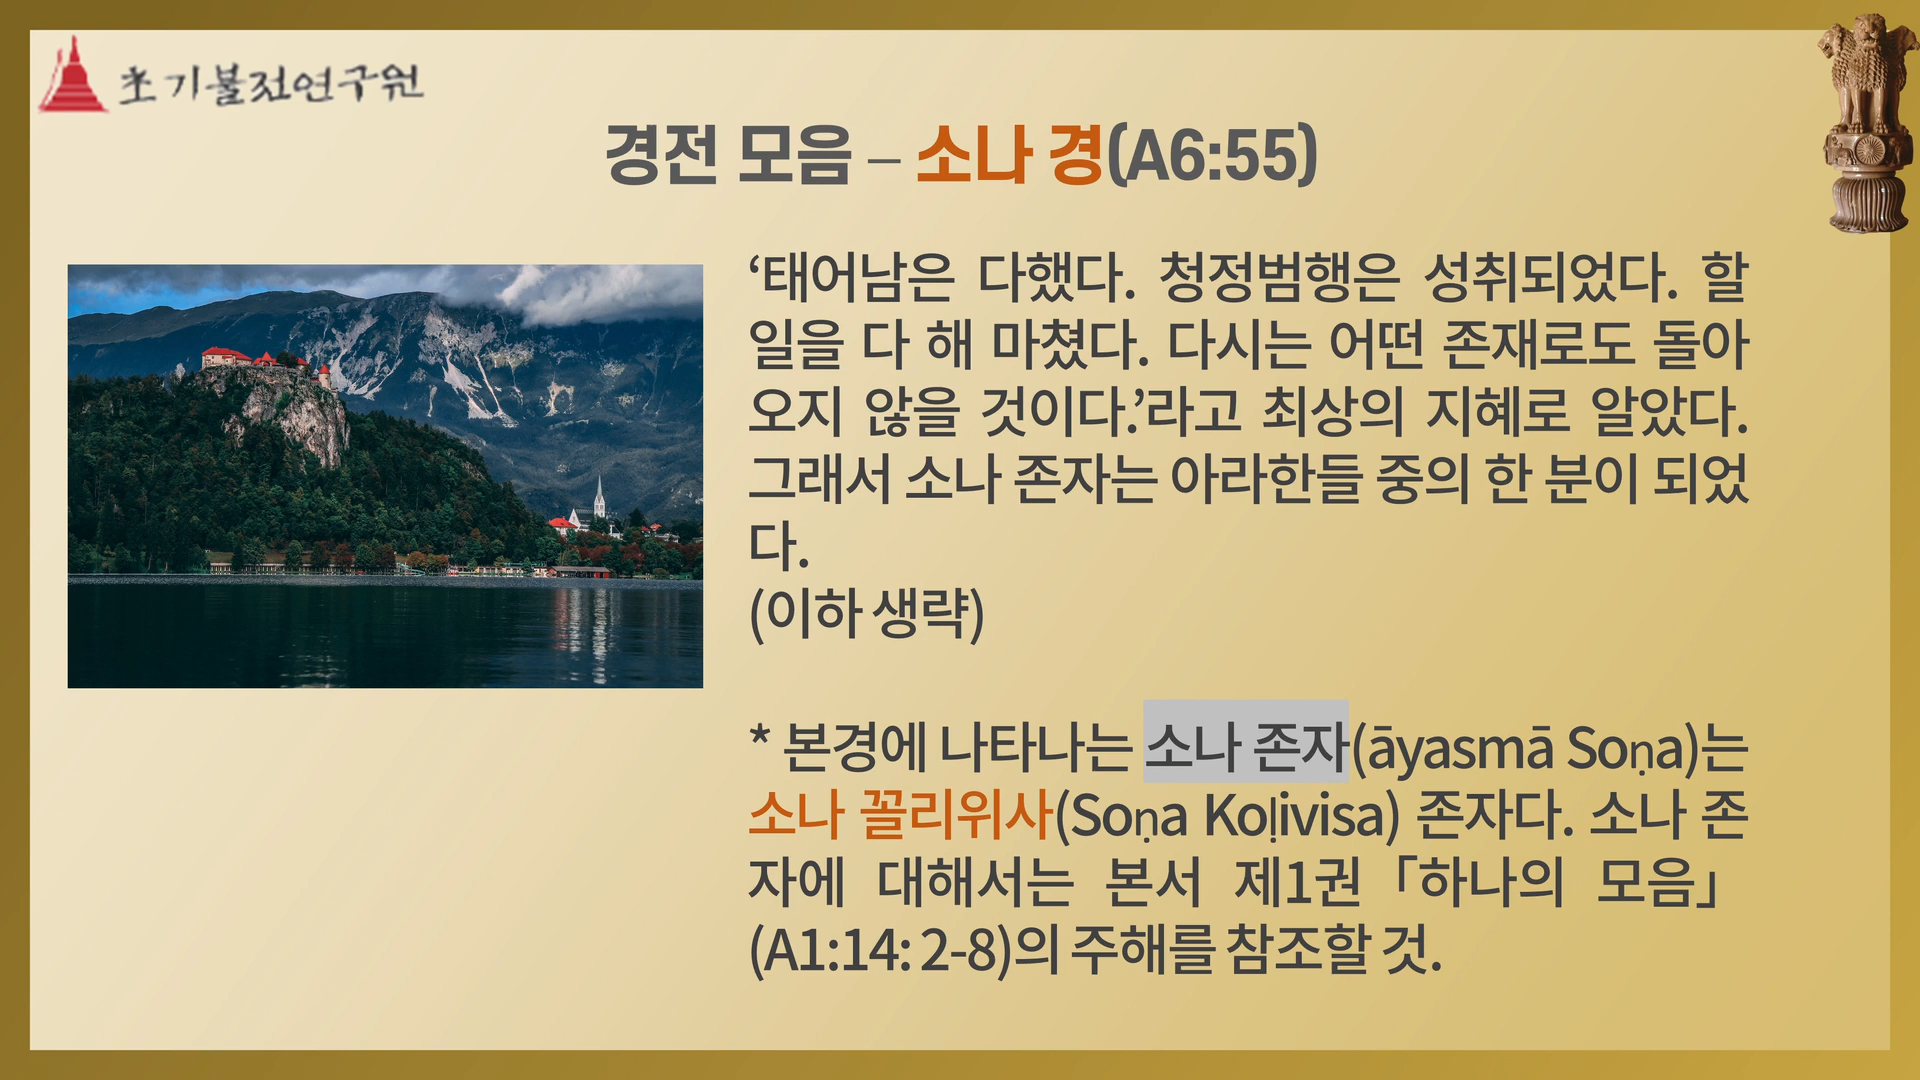 초기불전연구원
경전 모음 – 소나 경(A6:55)
‘태어남은 다했다. 청정범행은 성취되었다. 할
일을 다 해 마쳤다. 다시는 어떤 존재로도 돌아
오지 않을 것이다.’라고 최상의 지혜로 알았다.
그래서 소나 존자는 아라한들 중의 한 분이 되었
다.
(이하 생략)
* 본경에 나타나는 소나 존자(āyasmā Soṇa)는
소나 꼴리위사(Soṇa Koḷivisa) 존자다. 소나 존
자에 대해서는 본서 제1권「하나의 모음」
(A1:14: 2-8)의 주해를 참조할 것.